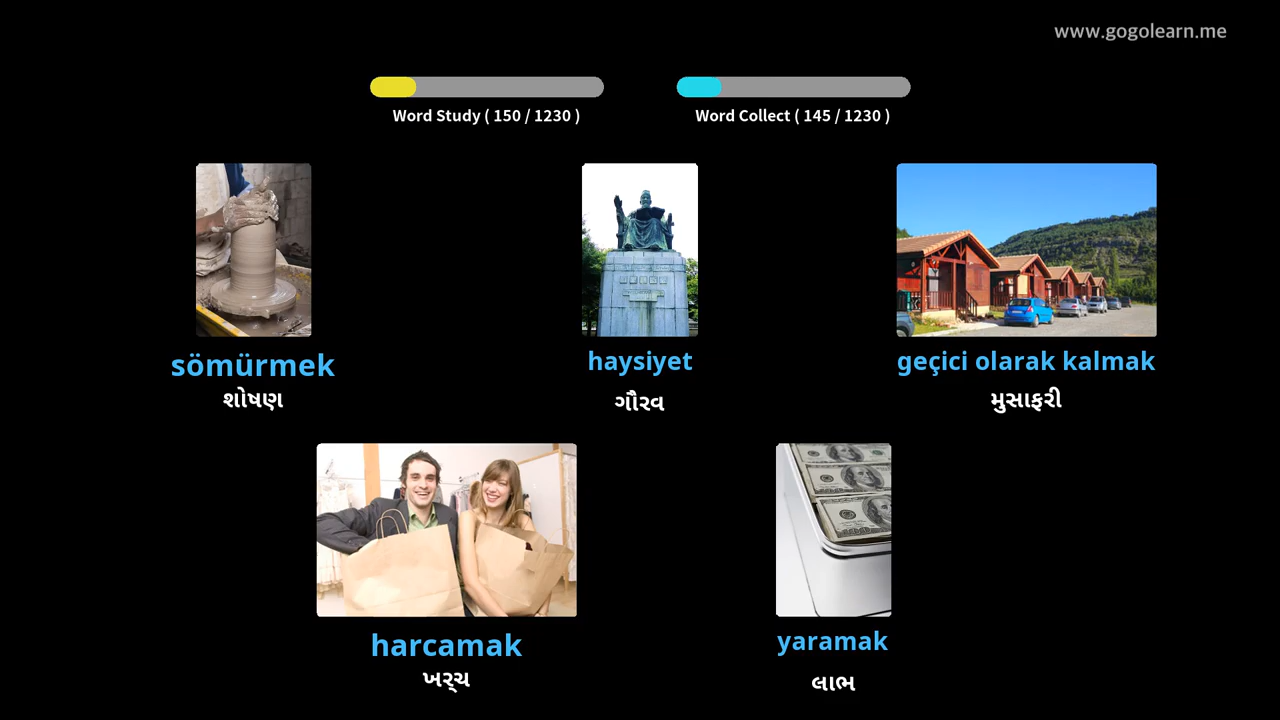 www.gogolearn.me
Word Study ( 150 / 1230 )
Word Collect ( 145 / 1230 )
sömürmek
શોષણ
haysiyet
ગૌરવ
geçici olarak kalmak
મુસાફરી
harcamak
ખર્ચ
yaramak
લાભ